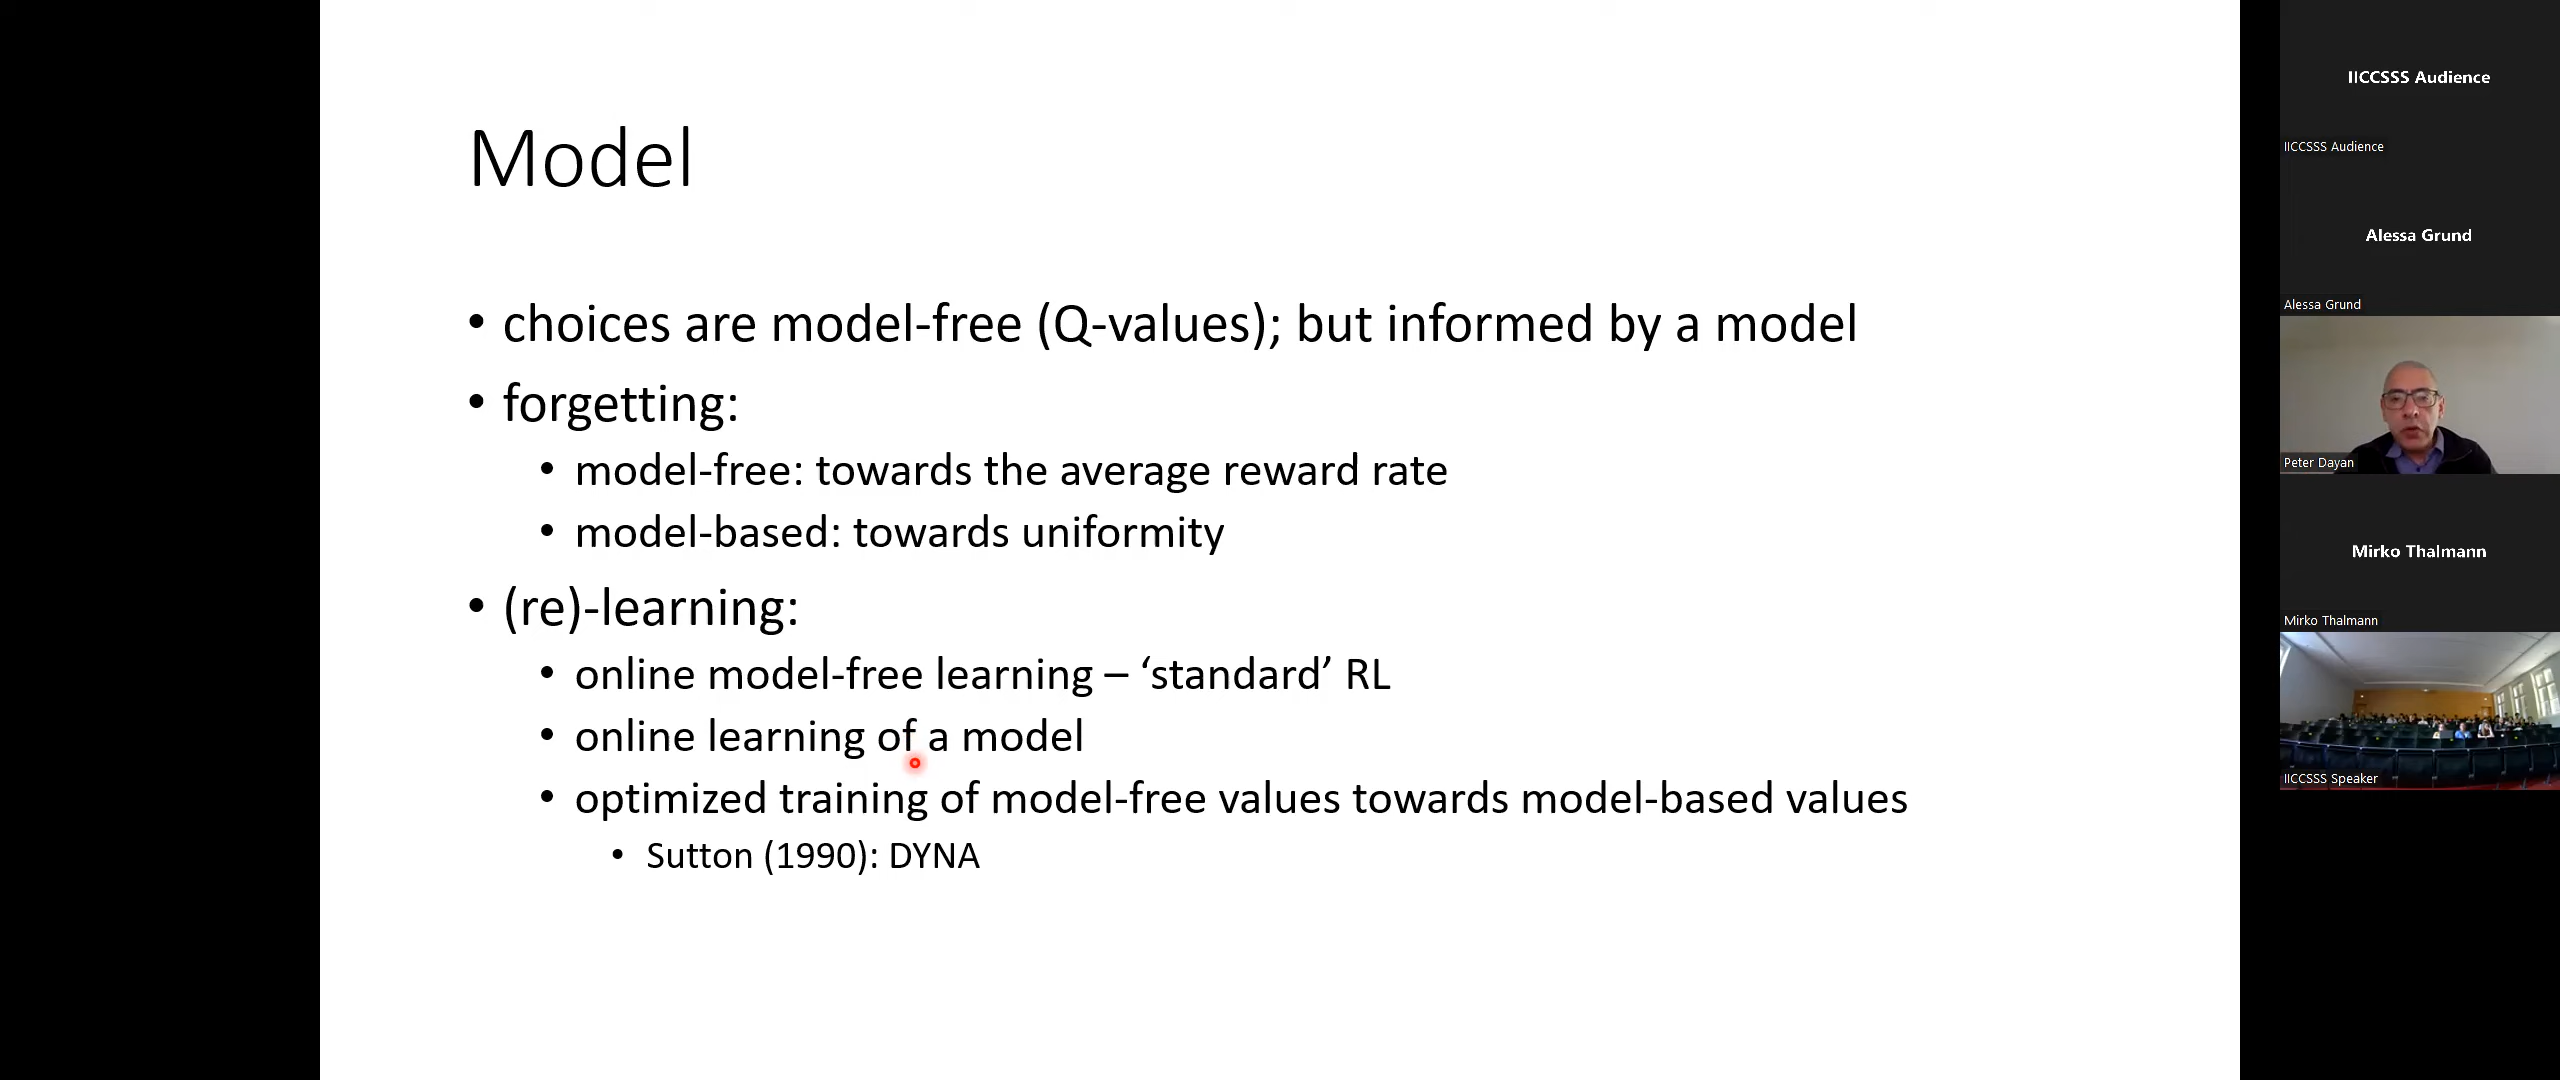 Model
• choices are model-free (Q-values); but informed by a model
• forgetting:
• model-free: towards the average reward rate
• model-based: towards uniformity
• (re)-learning:
• online model-free learning – ‘standard’ RL
• online learning of a model
• optimized training of model-free values towards model-based values
• Sutton (1990): DYNA
IICCSSS Audience
IICCSSS Audience
Alessa Grund
Alessa Grund
Peter Dayan
Mirko Thalmann
Mirko Thalmann
IICCSSS Speaker